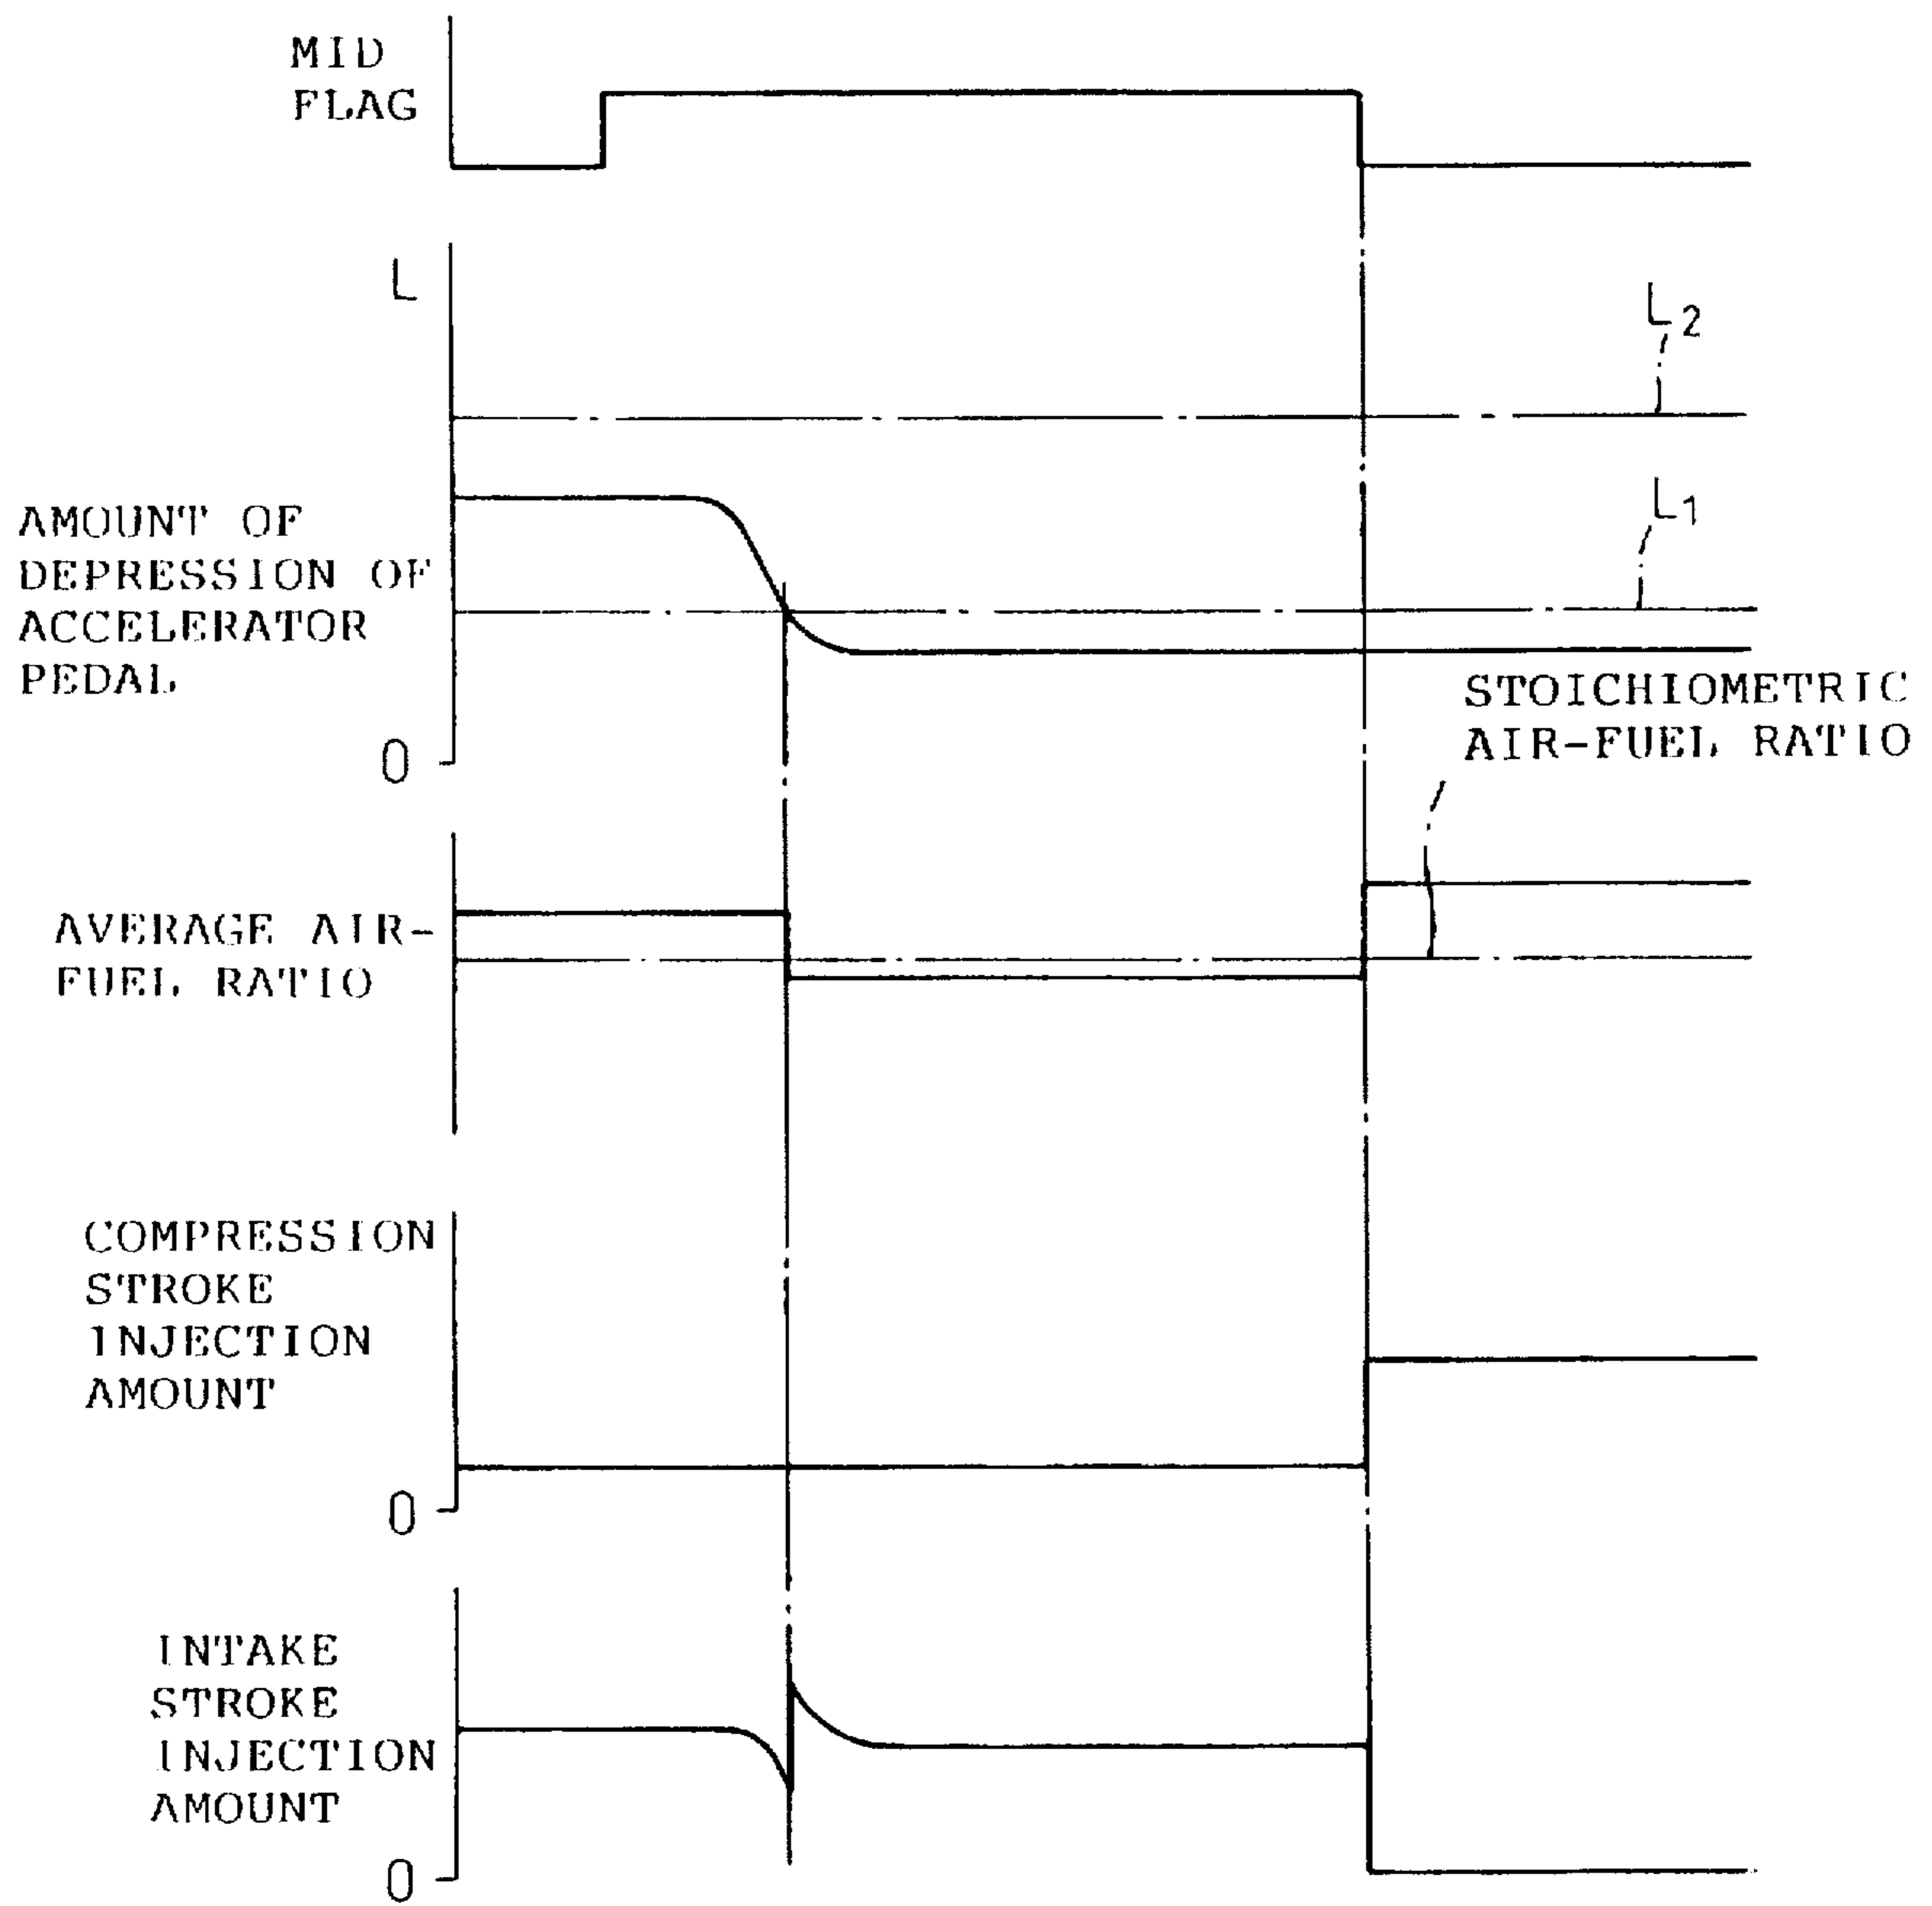 MID
FLAG
L
L2
AMOUNT OF
DEPRESSION OF
ACCELERATOR
PEDAL
L1
0
STOICHIOMETRIC
AIR-FUEL RATIO
AVERAGE AIR-
FUEL RATIO
COMPRESSION
STROKE
INJECTION
AMOUNT
0
INTAKE
STROKE
INJECTION
AMOUNT
0